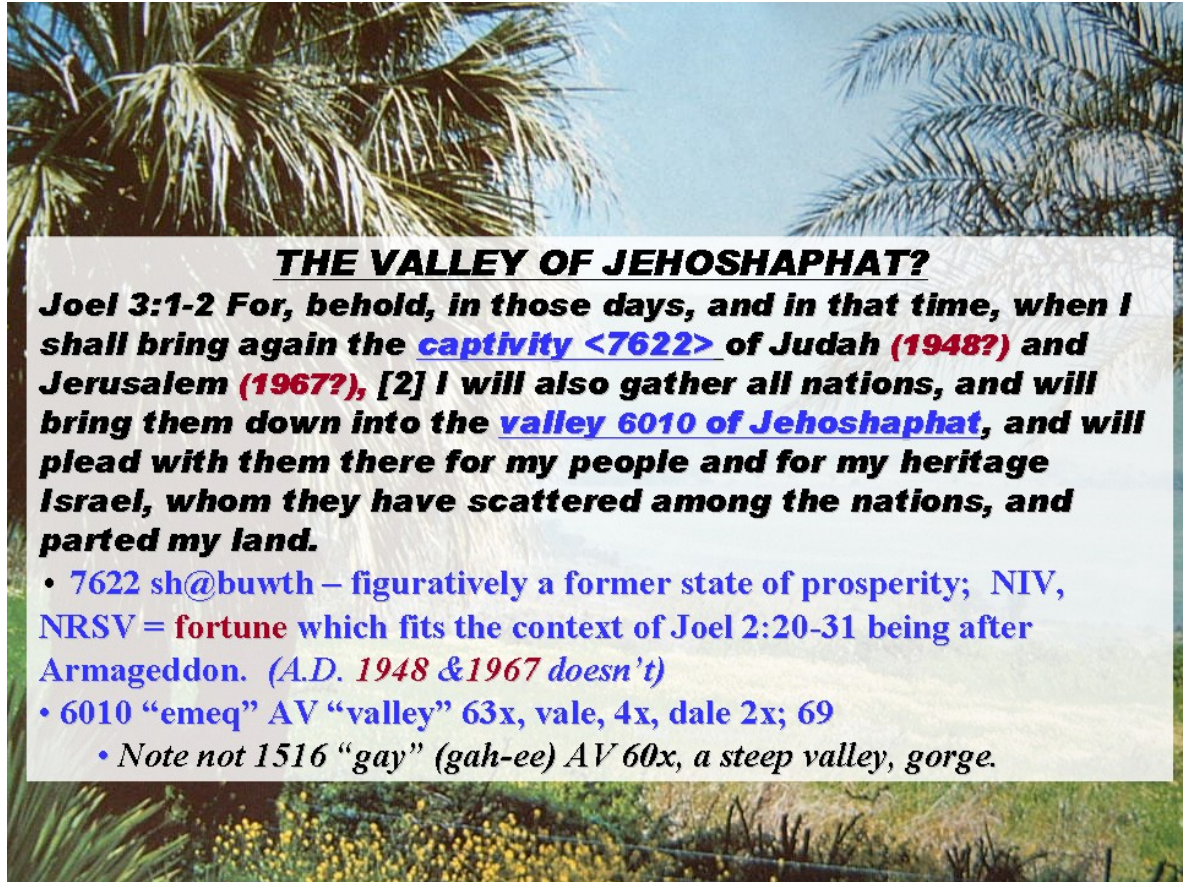 THE VALLEY OF JEHOSHAPHAT?
Joel 3:1-2 For, behold, in those days, and in that time, when I
shall bring again the captivity <7622> of Judah (1948?) and
Jerusalem (1967?), [2] I will also gather all nations, and will
bring them down into the valley 6010 of Jehoshaphat, and will
plead with them there for my people and for my heritage
Israel, whom they have scattered among the nations, and
parted my land.
• 7622 sh@buwth – figuratively a former state of prosperity; NIV,
NRSV = fortune which fits the context of Joel 2:20-31 being after
Armageddon. (A.D. 1948 &1967 doesn't)
• 6010 “emeq” AV “valley” 63x, vale, 4x, dale 2x; 69
• Note not 1516 “gay” (gah-ee) AV 60x, a steep valley, gorge.